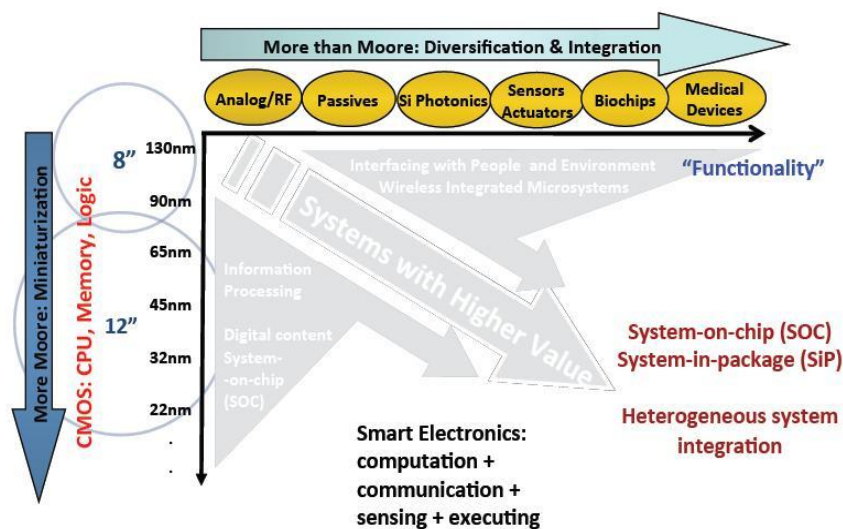 More than Moore: Diversification & Integration
Analog/RF
Passives
Si Photonics
Sensors
Actuators
Biochips
Medical
Devices
"Functionality"
More Moore: Miniaturization
CMOS: CPU, Memory, Logic
8”
12”
130nm
90nm
65nm
45nm
32nm
22nm
.
.
Interfacing with People and Environment
Wireless Integrated Microsystems
Systems with Higher Value
Information
Processing
Digital content
System-
-on-chip
(SOC)
System-on-chip (SOC)
System-in-package (SiP)
Heterogeneous system
integration
Smart Electronics:
computation +
communication +
sensing + executing